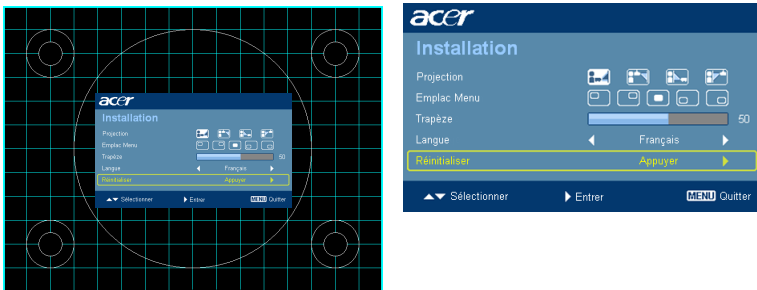 acer
Installation
Projection
Emplac Menu
Trapèze 50
Langue Français
Réinitialiser Appuyer
Sélectionner Entrer MENU Quitter
acer
Installation
Projection
Emplac Menu
Trapèze 50
Langue Français
Réinitialiser Appuyer
Sélectionner Entrer MENU Quitter